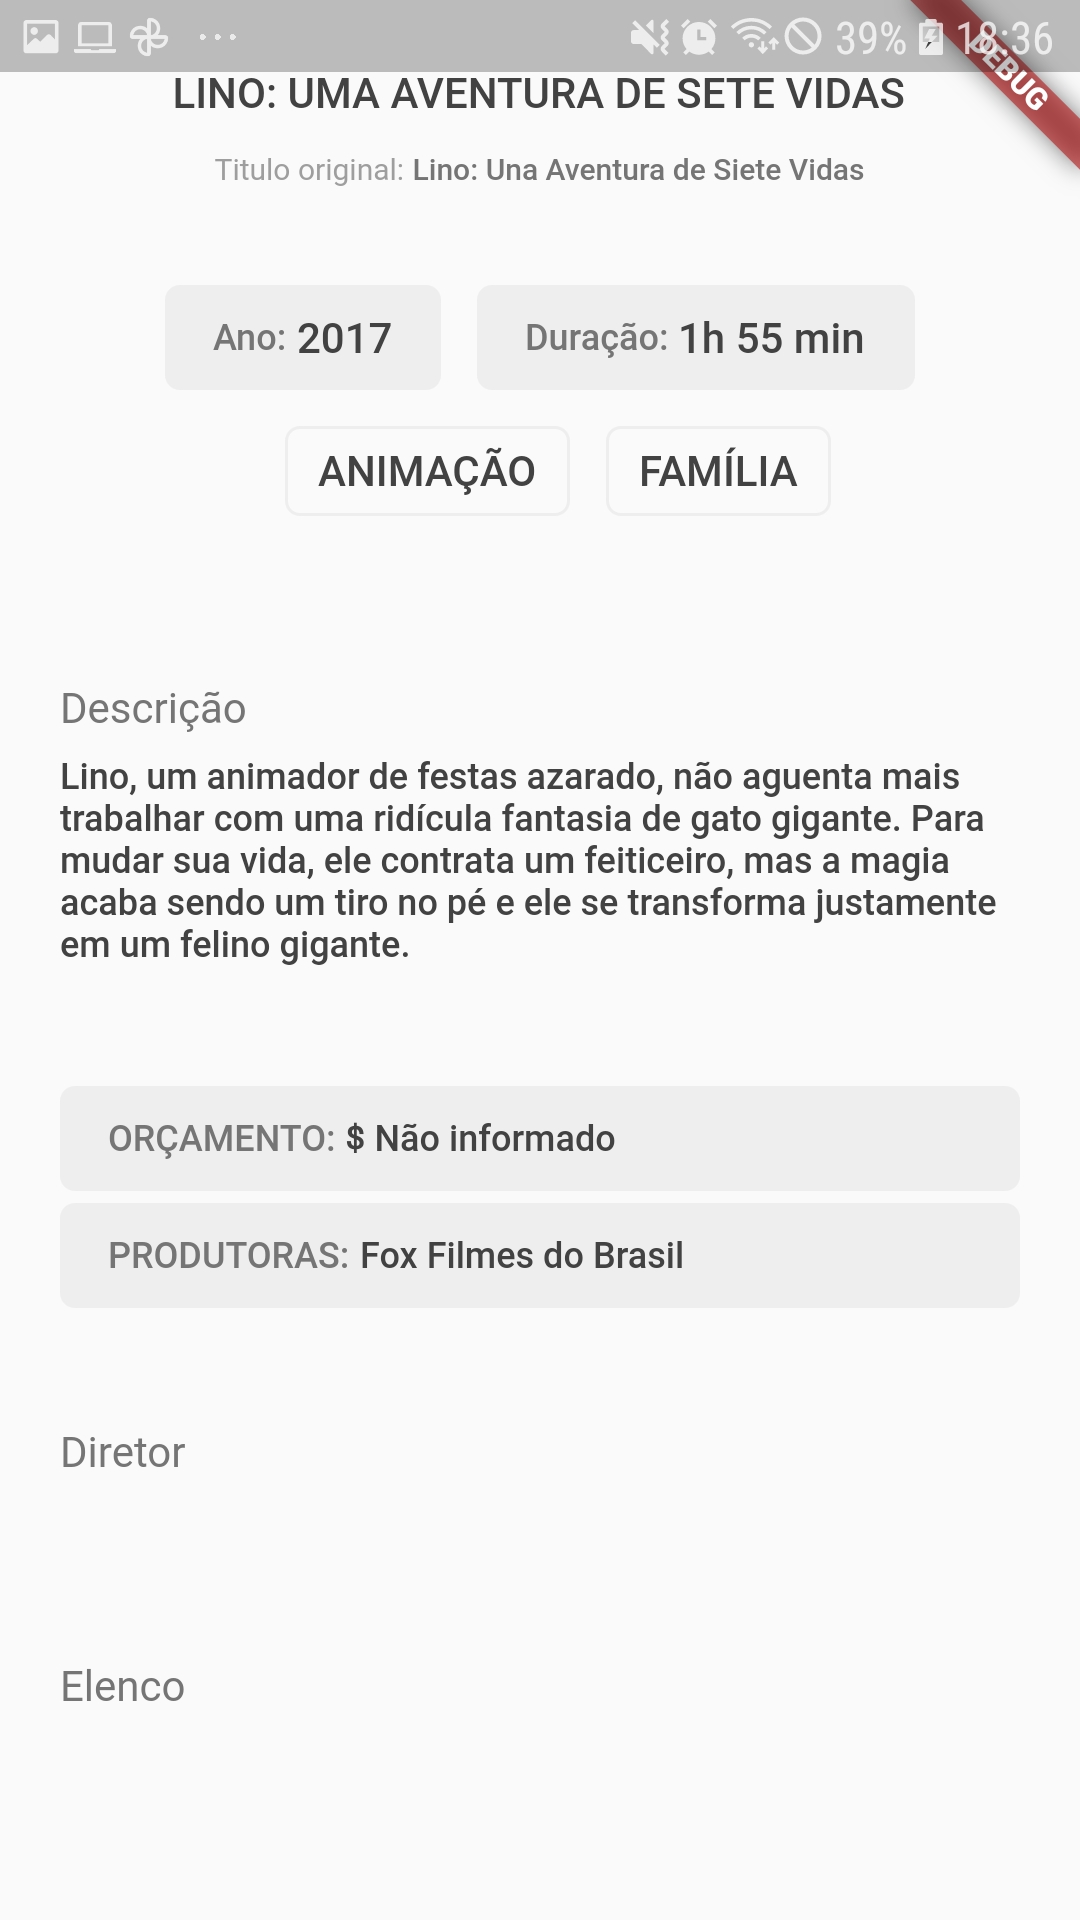 39% 18:36
DEBUG
LINO: UMA AVENTURA DE SETE VIDAS
Titulo original: Lino: Una Aventura de Siete Vidas
Ano: 2017
Duração: 1h 55 min
ANIMAÇÃO
FAMÍLIA
Descrição
Lino, um animador de festas azarado, não aguenta mais
trabalhar com uma ridícula fantasia de gato gigante. Para
mudar sua vida, ele contrata um feiticeiro, mas a magia
acaba sendo um tiro no pé e ele se transforma justamente
em um felino gigante.
ORÇAMENTO: $ Não informado
PRODUTORAS: Fox Filmes do Brasil
Diretor
Elenco